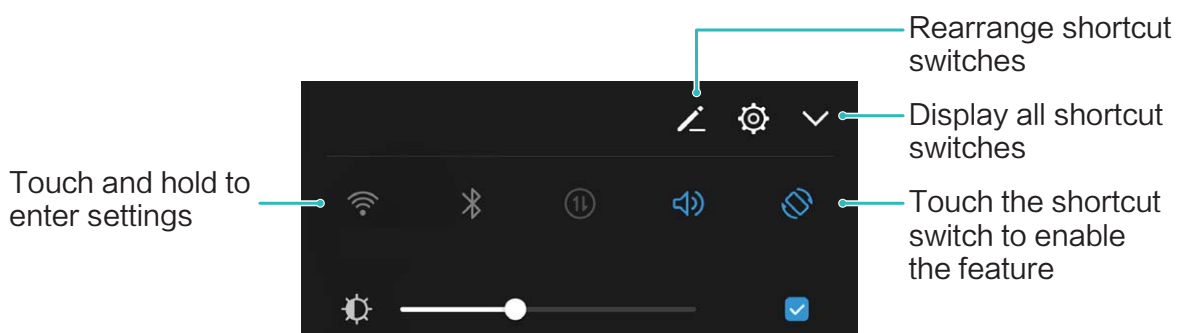 Rearrange shortcut
switches
Display all shortcut
switches
Touch and hold to
enter settings
Touch the shortcut
switch to enable
the feature